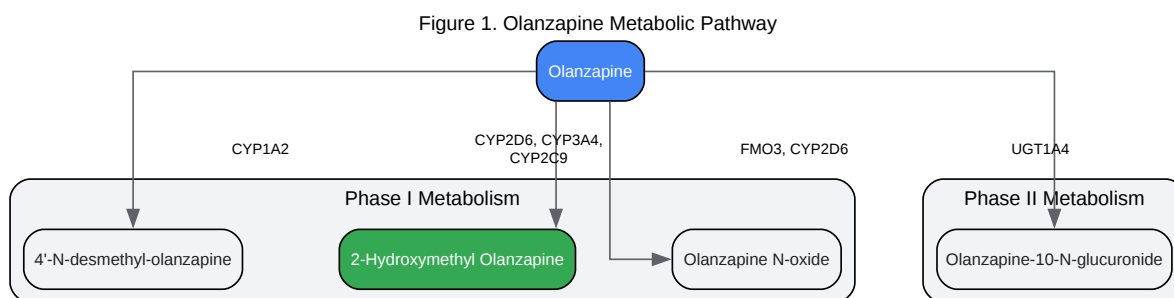 Figure 1. Olanzapine Metabolic Pathway
Olanzapine
CYP1A2
CYP2D6, CYP3A4,
CYP2C9
FMO3, CYP2D6
UGT1A4
Phase I Metabolism
Phase II Metabolism
4'-N-desmethyl-olanzapine
2-Hydroxymethyl Olanzapine
Olanzapine N-oxide
Olanzapine-10-N-glucuronide